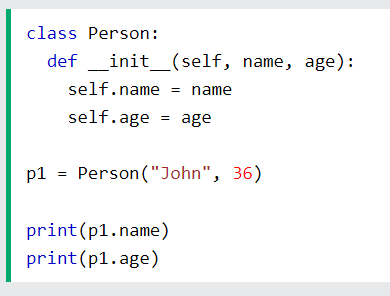 class Person:
  def __init__(self, name, age):
    self.name = name
    self.age = age

p1 = Person("John", 36)

print(p1.name)
print(p1.age)